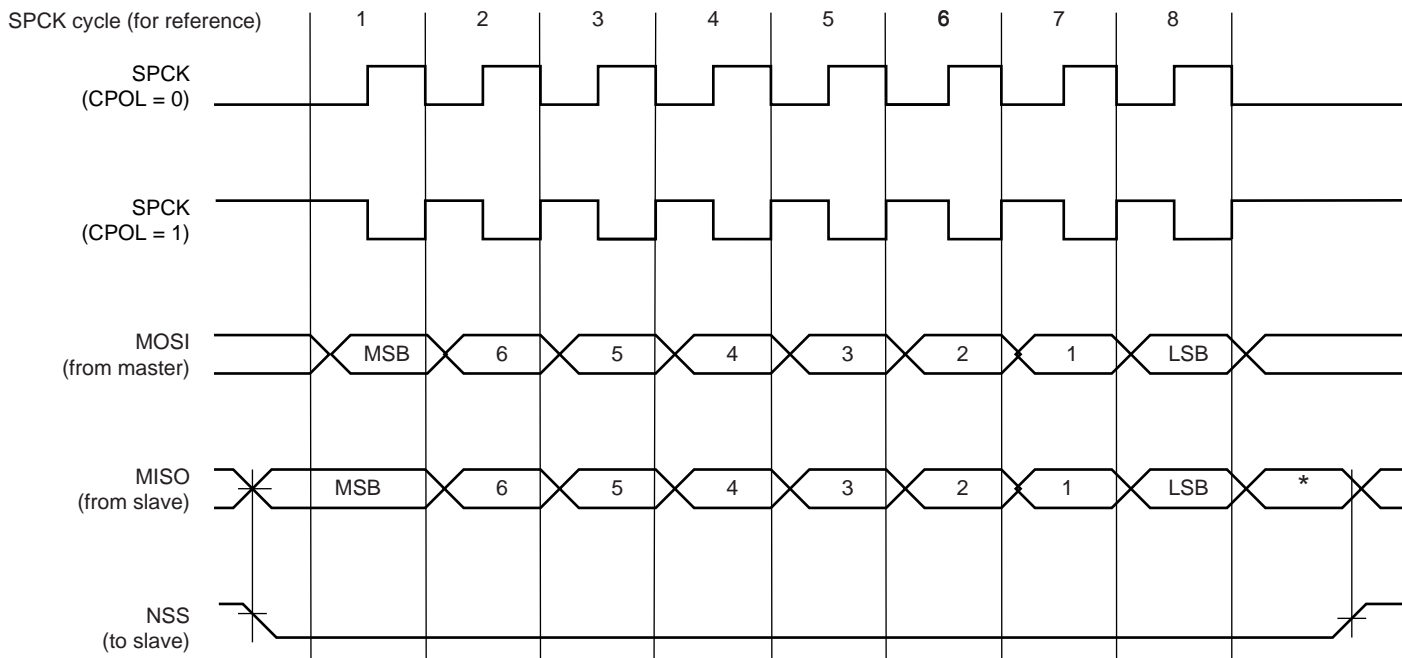 SPCK cycle (for reference) 1 2 3 4 5 6 7 8
SPCK
(CPOL = 0)
SPCK
(CPOL = 1)
MOSI
(from master)
MSB 6 5 4 3 2 1 LSB
MISO
(from slave)
MSB 6 5 4 3 2 1 LSB *
NSS
(to slave)